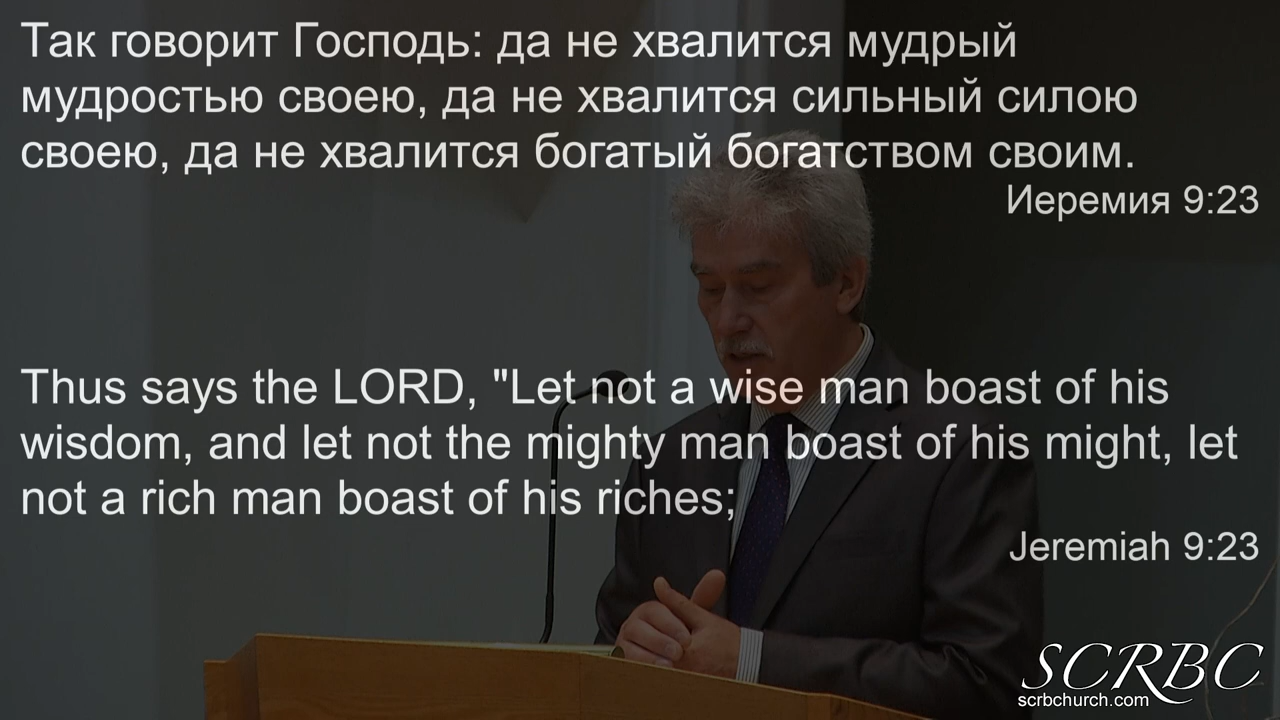 Так говорит Господь: да не хвалится мудрый
мудростью своею, да не хвалится сильный силою
своею, да не хвалится богатый богатством своим.
Иеремия 9:23
Thus says the LORD, "Let not a wise man boast of his
wisdom, and let not the mighty man boast of his might, let
not a rich man boast of his riches;
Jeremiah 9:23
SCRBC
scrbchurch.com